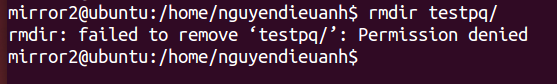 mirror2@ubuntu:/home/nguyendieuanh$ rmdir testpq/
rmdir: failed to remove ‘testpq/’: Permission denied
mirror2@ubuntu:/home/nguyendieuanh$